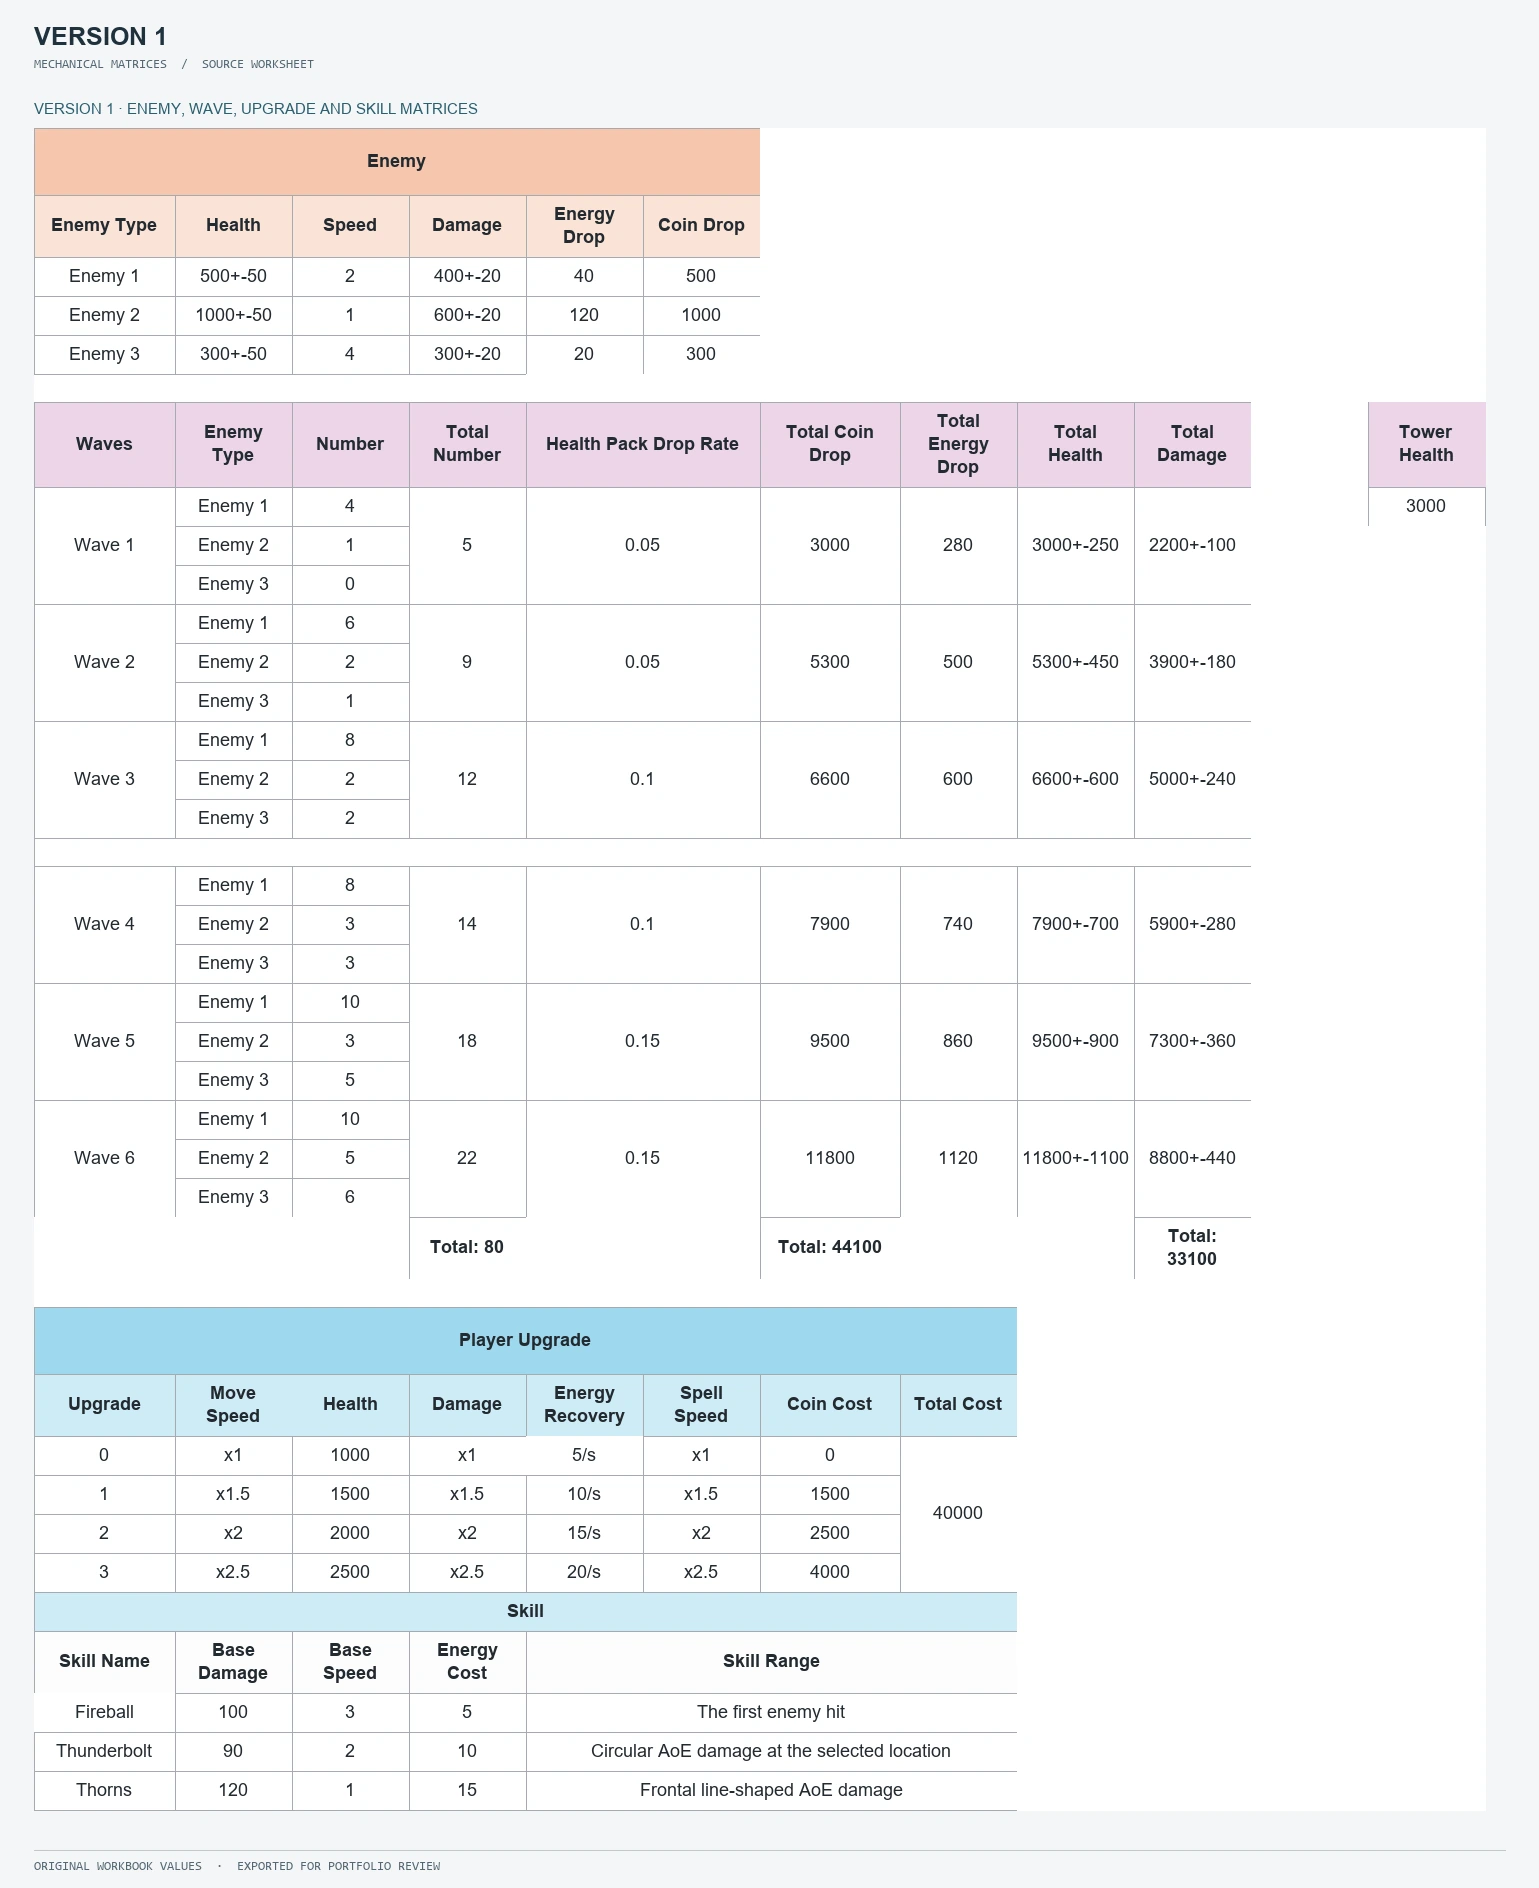 VERSION 1
MECHANICAL MATRICES / SOURCE WORKSHEET
VERSION 1 · ENEMY, WAVE, UPGRADE AND SKILL MATRICES
Enemy
Enemy Type Health Speed Damage Energy Drop Coin Drop
Enemy 1 500+-50 2 400+-20 40 500
Enemy 2 1000+-50 1 600+-20 120 1000
Enemy 3 300+-50 4 300+-20 20 300
Waves Enemy Type Number Total Number Health Pack Drop Rate Total Coin Drop Total Energy Drop Total Health Total Damage Tower Health
Enemy 1 4 3000
Wave 1 Enemy 2 1 5 0.05 3000 280 3000+-250 2200+-100
Enemy 3 0
Enemy 1 6
Wave 2 Enemy 2 2 9 0.05 5300 500 5300+-450 3900+-180
Enemy 3 1
Enemy 1 8
Wave 3 Enemy 2 2 12 0.1 6600 600 6600+-600 5000+-240
Enemy 3 2
Enemy 1 8
Wave 4 Enemy 2 3 14 0.1 7900 740 7900+-700 5900+-280
Enemy 3 3
Enemy 1 10
Wave 5 Enemy 2 3 18 0.15 9500 860 9500+-900 7300+-360
Enemy 3 5
Enemy 1 10
Wave 6 Enemy 2 5 22 0.15 11800 1120 11800+-1100 8800+-440
Enemy 3 6
Total: 80 Total: 44100 Total: 33100
Player Upgrade
Upgrade Move Speed Health Damage Energy Recovery Spell Speed Coin Cost Total Cost
0 x1 1000 x1 5/s x1 0
1 x1.5 1500 x1.5 10/s x1.5 1500
40000
2 x2 2000 x2 15/s x2 2500
3 x2.5 2500 x2.5 20/s x2.5 4000
Skill
Skill Name Base Damage Base Speed Energy Cost Skill Range
Fireball 100 3 5 The first enemy hit
Thunderbolt 90 2 10 Circular AoE damage at the selected location
Thorns 120 1 15 Frontal line-shaped AoE damage
ORIGINAL WORKBOOK VALUES · EXPORTED FOR PORTFOLIO REVIEW